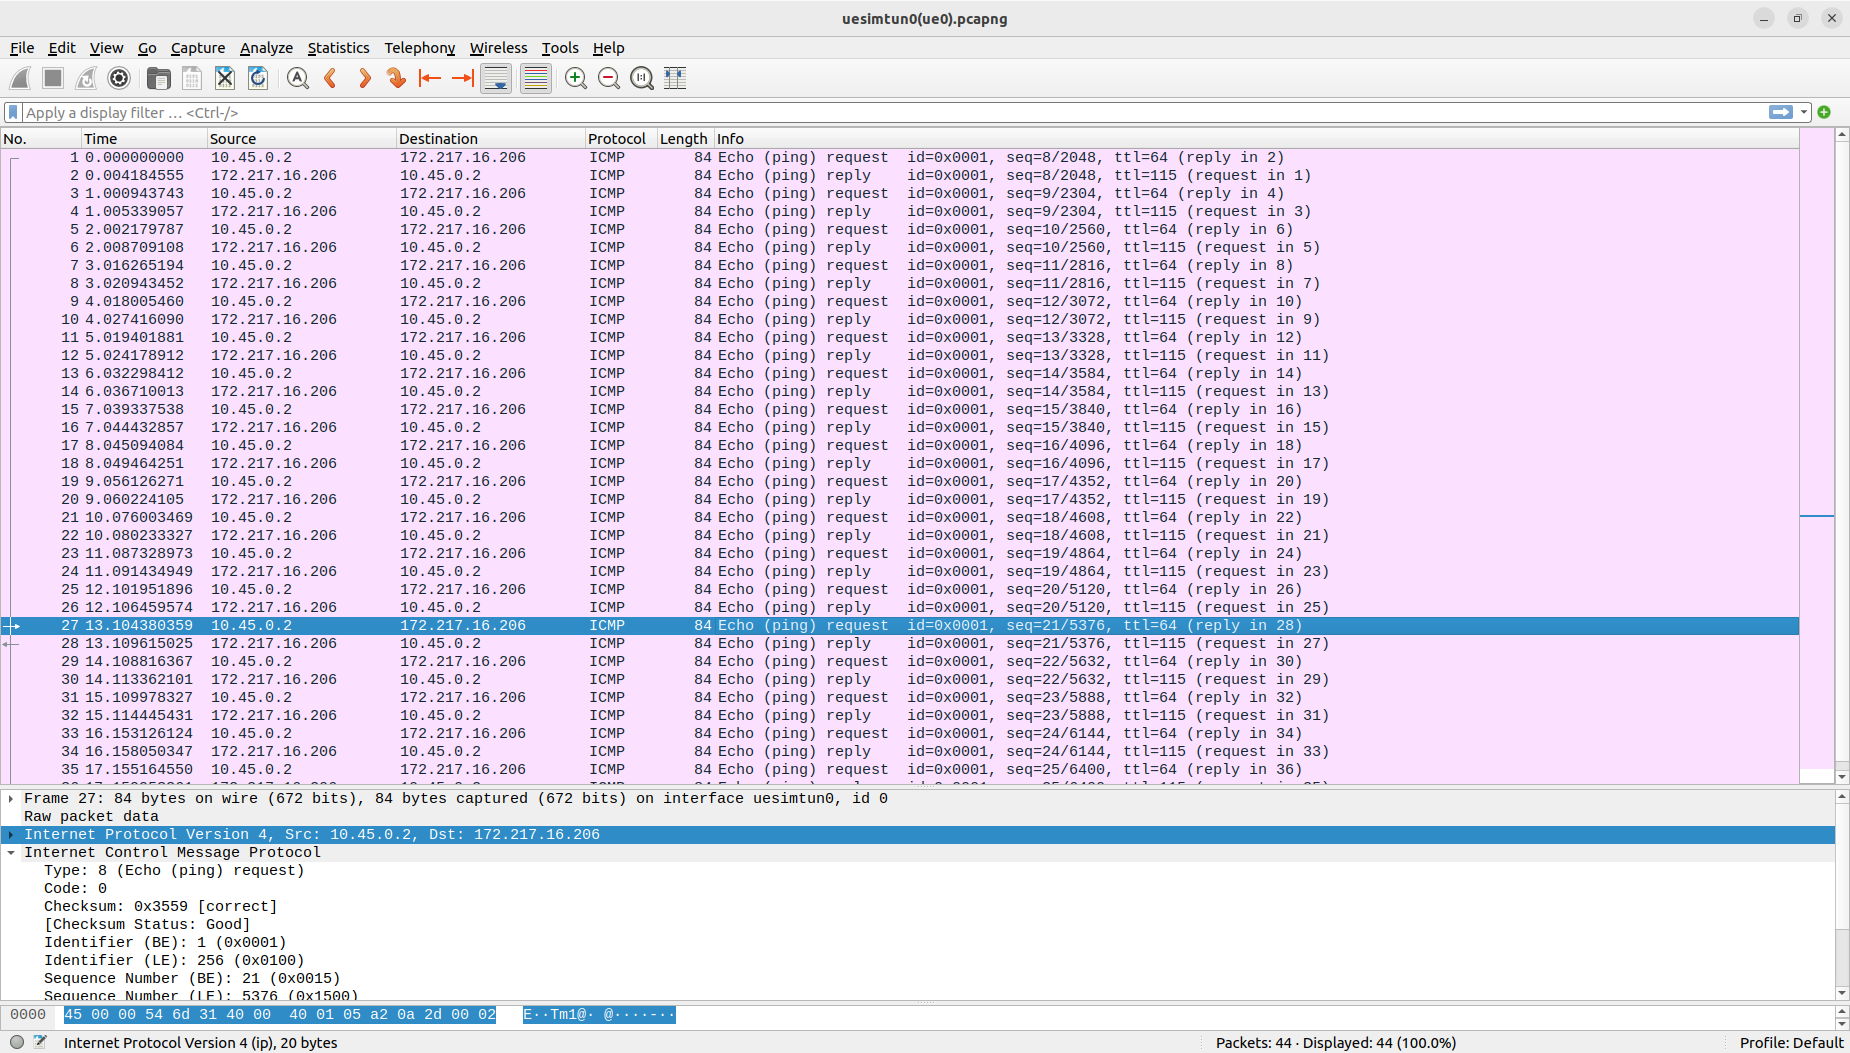 uesimtun0(ue0).pcapng
File Edit View Go Capture Analyze Statistics Telephony Wireless Tools Help
Apply a display filter … <Ctrl-/>
No. Time Source Destination Protocol Length Info
1 0.000000000 10.45.0.2 172.217.16.206 ICMP 84 Echo (ping) request id=0x0001, seq=8/2048, ttl=64 (reply in 2)
2 0.004184555 172.217.16.206 10.45.0.2 ICMP 84 Echo (ping) reply id=0x0001, seq=8/2048, ttl=115 (request in 1)
3 1.000943743 10.45.0.2 172.217.16.206 ICMP 84 Echo (ping) request id=0x0001, seq=9/2304, ttl=64 (reply in 4)
4 1.005339057 172.217.16.206 10.45.0.2 ICMP 84 Echo (ping) reply id=0x0001, seq=9/2304, ttl=115 (request in 3)
5 2.002179787 10.45.0.2 172.217.16.206 ICMP 84 Echo (ping) request id=0x0001, seq=10/2560, ttl=64 (reply in 6)
6 2.008709108 172.217.16.206 10.45.0.2 ICMP 84 Echo (ping) reply id=0x0001, seq=10/2560, ttl=115 (request in 5)
7 3.016265194 10.45.0.2 172.217.16.206 ICMP 84 Echo (ping) request id=0x0001, seq=11/2816, ttl=64 (reply in 8)
8 3.020943452 172.217.16.206 10.45.0.2 ICMP 84 Echo (ping) reply id=0x0001, seq=11/2816, ttl=115 (request in 7)
9 4.018005460 10.45.0.2 172.217.16.206 ICMP 84 Echo (ping) request id=0x0001, seq=12/3072, ttl=64 (reply in 10)
10 4.027416090 172.217.16.206 10.45.0.2 ICMP 84 Echo (ping) reply id=0x0001, seq=12/3072, ttl=115 (request in 9)
11 5.019401881 10.45.0.2 172.217.16.206 ICMP 84 Echo (ping) request id=0x0001, seq=13/3328, ttl=64 (reply in 12)
12 5.024178912 172.217.16.206 10.45.0.2 ICMP 84 Echo (ping) reply id=0x0001, seq=13/3328, ttl=115 (request in 11)
13 6.032298412 10.45.0.2 172.217.16.206 ICMP 84 Echo (ping) request id=0x0001, seq=14/3584, ttl=64 (reply in 14)
14 6.036710013 172.217.16.206 10.45.0.2 ICMP 84 Echo (ping) reply id=0x0001, seq=14/3584, ttl=115 (request in 13)
15 7.039337538 10.45.0.2 172.217.16.206 ICMP 84 Echo (ping) request id=0x0001, seq=15/3840, ttl=64 (reply in 16)
16 7.044432857 172.217.16.206 10.45.0.2 ICMP 84 Echo (ping) reply id=0x0001, seq=15/3840, ttl=115 (request in 15)
17 8.045094084 10.45.0.2 172.217.16.206 ICMP 84 Echo (ping) request id=0x0001, seq=16/4096, ttl=64 (reply in 18)
18 8.049464251 172.217.16.206 10.45.0.2 ICMP 84 Echo (ping) reply id=0x0001, seq=16/4096, ttl=115 (request in 17)
19 9.056126271 10.45.0.2 172.217.16.206 ICMP 84 Echo (ping) request id=0x0001, seq=17/4352, ttl=64 (reply in 20)
20 9.060224105 172.217.16.206 10.45.0.2 ICMP 84 Echo (ping) reply id=0x0001, seq=17/4352, ttl=115 (request in 19)
21 10.076003469 10.45.0.2 172.217.16.206 ICMP 84 Echo (ping) request id=0x0001, seq=18/4608, ttl=64 (reply in 22)
22 10.080233327 172.217.16.206 10.45.0.2 ICMP 84 Echo (ping) reply id=0x0001, seq=18/4608, ttl=115 (request in 21)
23 11.087328973 10.45.0.2 172.217.16.206 ICMP 84 Echo (ping) request id=0x0001, seq=19/4864, ttl=64 (reply in 24)
24 11.091434949 172.217.16.206 10.45.0.2 ICMP 84 Echo (ping) reply id=0x0001, seq=19/4864, ttl=115 (request in 23)
25 12.101951896 10.45.0.2 172.217.16.206 ICMP 84 Echo (ping) request id=0x0001, seq=20/5120, ttl=64 (reply in 26)
26 12.106459574 172.217.16.206 10.45.0.2 ICMP 84 Echo (ping) reply id=0x0001, seq=20/5120, ttl=115 (request in 25)
27 13.104380359 10.45.0.2 172.217.16.206 ICMP 84 Echo (ping) request id=0x0001, seq=21/5376, ttl=64 (reply in 28)
28 13.109615025 172.217.16.206 10.45.0.2 ICMP 84 Echo (ping) reply id=0x0001, seq=21/5376, ttl=115 (request in 27)
29 14.108816367 10.45.0.2 172.217.16.206 ICMP 84 Echo (ping) request id=0x0001, seq=22/5632, ttl=64 (reply in 30)
30 14.113362101 172.217.16.206 10.45.0.2 ICMP 84 Echo (ping) reply id=0x0001, seq=22/5632, ttl=115 (request in 29)
31 15.109978327 10.45.0.2 172.217.16.206 ICMP 84 Echo (ping) request id=0x0001, seq=23/5888, ttl=64 (reply in 32)
32 15.114445431 172.217.16.206 10.45.0.2 ICMP 84 Echo (ping) reply id=0x0001, seq=23/5888, ttl=115 (request in 31)
33 16.153126124 10.45.0.2 172.217.16.206 ICMP 84 Echo (ping) request id=0x0001, seq=24/6144, ttl=64 (reply in 34)
34 16.158050347 172.217.16.206 10.45.0.2 ICMP 84 Echo (ping) reply id=0x0001, seq=24/6144, ttl=115 (request in 33)
35 17.155164550 10.45.0.2 172.217.16.206 ICMP 84 Echo (ping) request id=0x0001, seq=25/6400, ttl=64 (reply in 36)
Frame 27: 84 bytes on wire (672 bits), 84 bytes captured (672 bits) on interface uesimtun0, id 0
Raw packet data
Internet Protocol Version 4, Src: 10.45.0.2, Dst: 172.217.16.206
Internet Control Message Protocol
Type: 8 (Echo (ping) request)
Code: 0
Checksum: 0x3559 [correct]
[Checksum Status: Good]
Identifier (BE): 1 (0x0001)
Identifier (LE): 256 (0x0100)
Sequence Number (BE): 21 (0x0015)
Sequence Number (LE): 5376 (0x1500)
0000 45 00 00 54 6d 31 40 00 40 01 05 a2 0a 2d 00 02 E··Tm1@· @····-··
Internet Protocol Version 4 (ip), 20 bytes Packets: 44 · Displayed: 44 (100.0%) Profile: Default